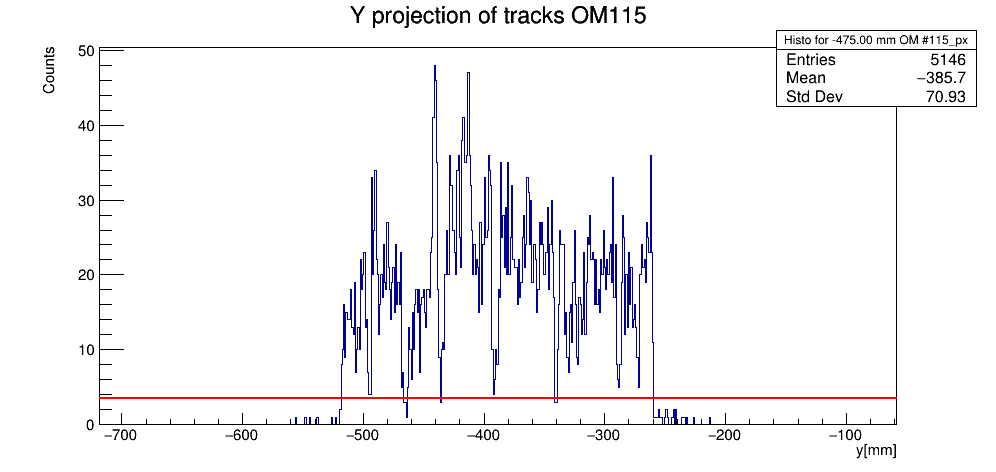 Y projection of tracks OM115
Histo for -475.00 mm OM #115_px
Entries 5146
Mean −385.7
Std Dev 70.93
Counts
50
40
30
20
10
0
−700 −600 −500 −400 −300 −200 −100
y[mm]